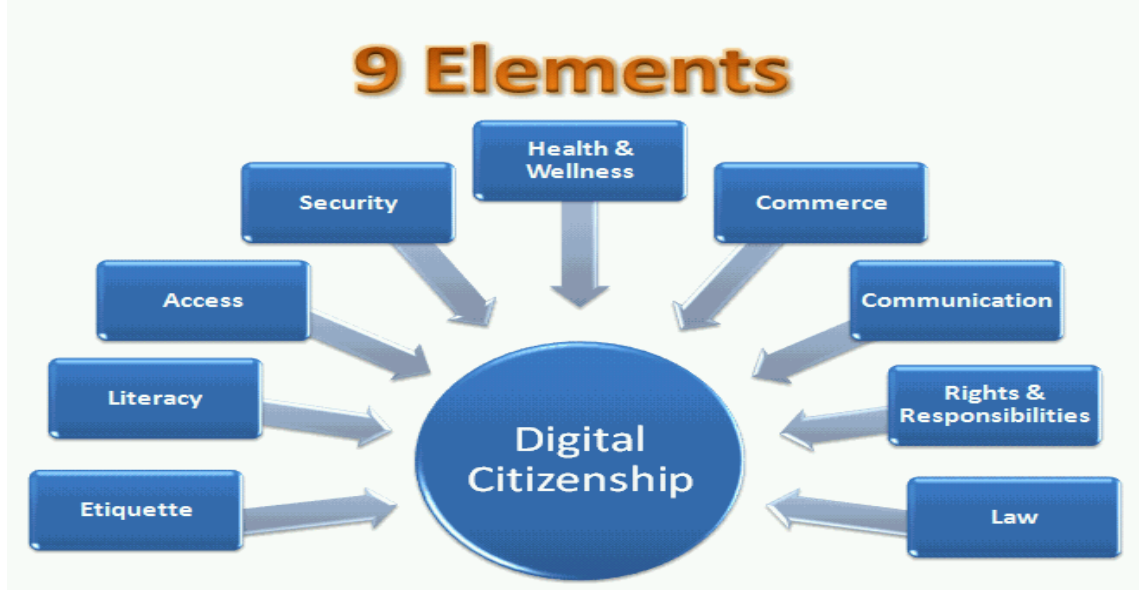 9 Elements
Health &
Wellness
Security
Commerce
Access
Communication
Literacy
Rights &
Responsibilities
Etiquette
Law
Digital
Citizenship